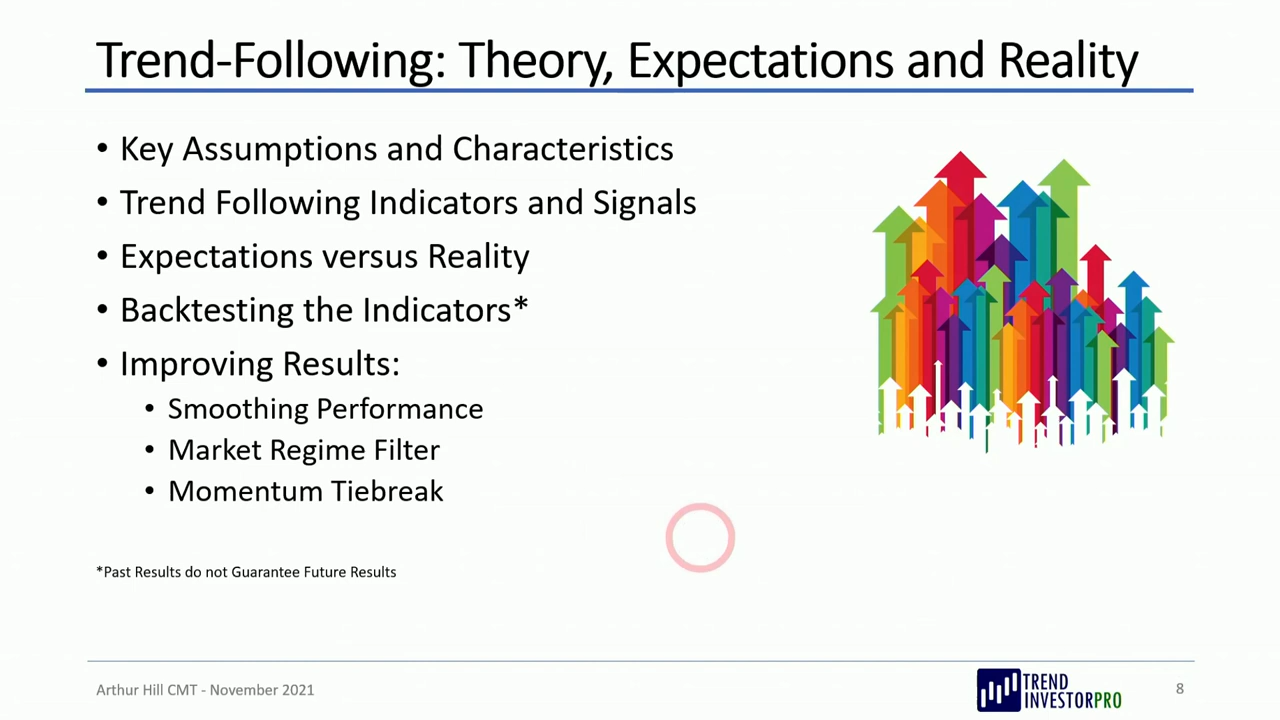 Trend-Following: Theory, Expectations and Reality
• Key Assumptions and Characteristics
• Trend Following Indicators and Signals
• Expectations versus Reality
• Backtesting the Indicators*
• Improving Results:
• Smoothing Performance
• Market Regime Filter
• Momentum Tiebreak
*Past Results do not Guarantee Future Results
Arthur Hill CMT - November 2021
TREND
INVESTORPRO
8